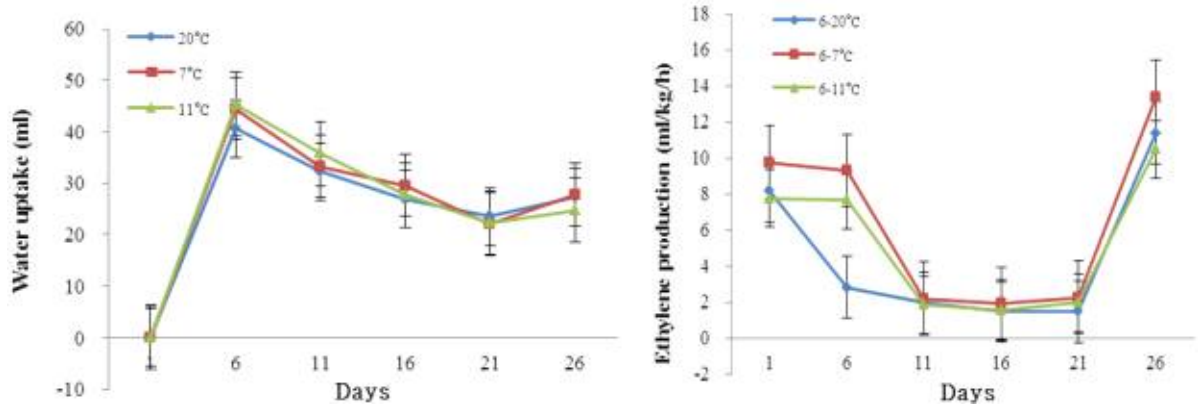 60
50
40
30
20
10
0
-10
Water uptake (ml)
20°C
7°C
11°C
1 6 11 16 21 26
Days
18
16
14
12
10
8
6
4
2
0
-2
Ethylene production (ml/kg/h)
6-20°C
6-7°C
6-11°C
1 6 11 16 21 26
Days